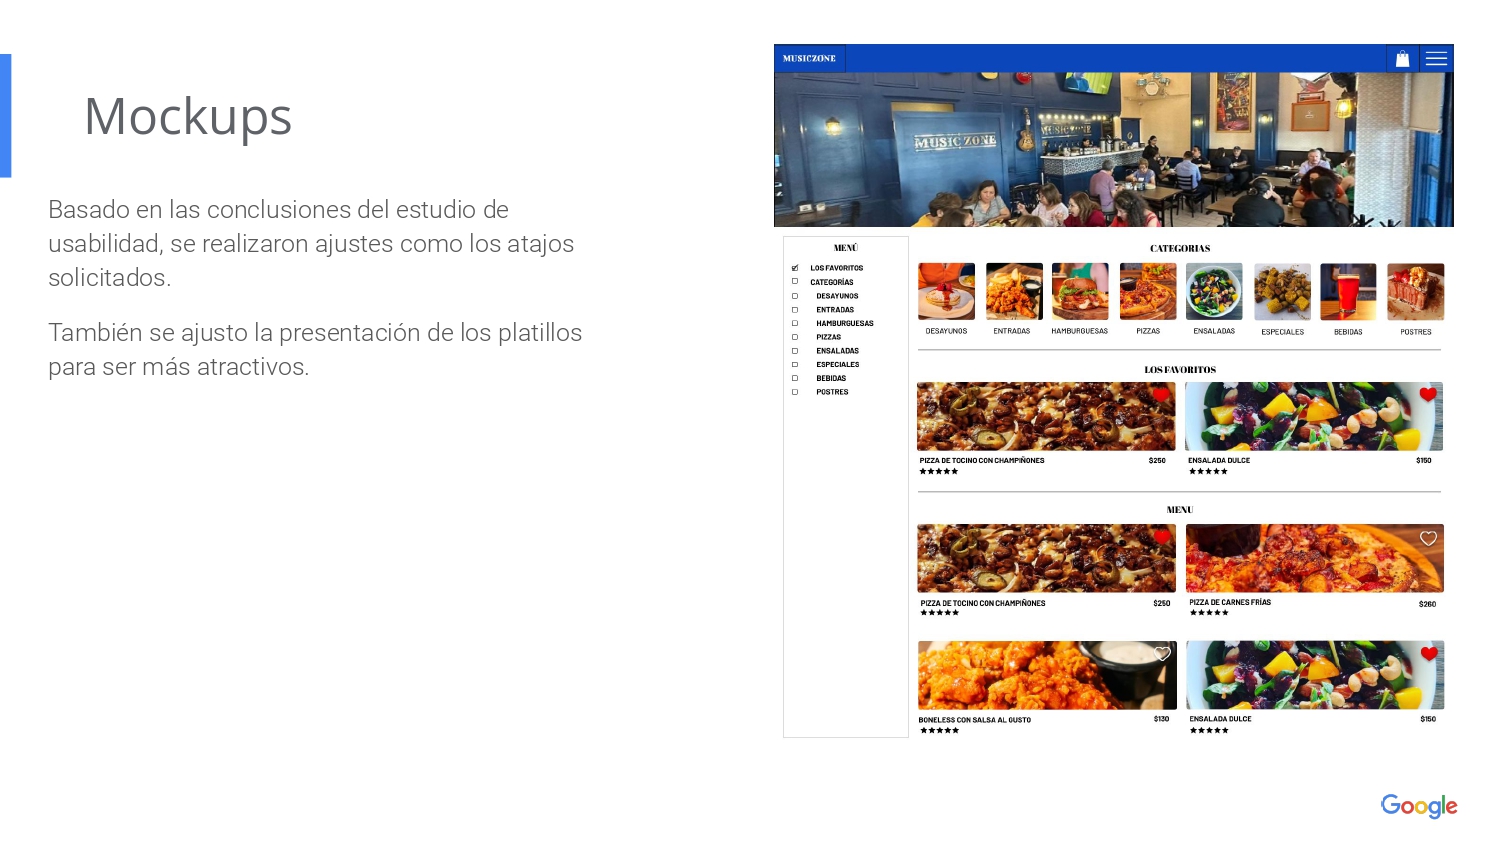 Mockups
Basado en las conclusiones del estudio de
usabilidad, se realizaron ajustes como los atajos
solicitados.
También se ajusto la presentación de los platillos
para ser más atractivos.
MUSICZONE
MUSIC ZONE
MUSIC ZONE
MENÚ
LOS FAVORITOS
CATEGORÍAS
DESAYUNOS
ENTRADAS
HAMBURGUESAS
PIZZAS
ENSALADAS
ESPECIALES
BEBIDAS
POSTRES
CATEGORIAS
DESAYUNOS ENTRADAS HAMBURGUESAS PIZZAS ENSALADAS ESPECIALES BEBIDAS POSTRES
LOS FAVORITOS
PIZZA DE TOCINO CON CHAMPIÑONES $250
ENSALADA DULCE $150
MENU
PIZZA DE TOCINO CON CHAMPIÑONES $250
PIZZA DE CARNES FRÍAS $260
BONELESS CON SALSA AL GUSTO $130
ENSALADA DULCE $150
Google